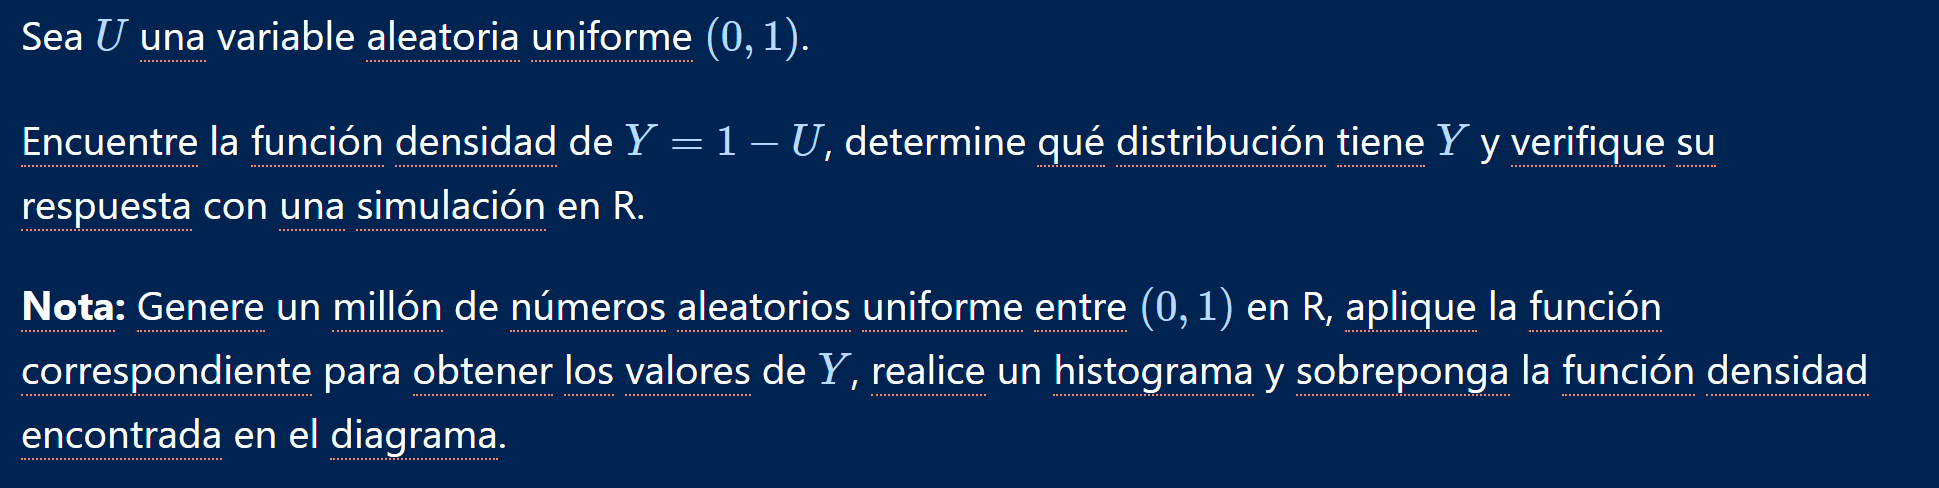 Sea U una variable aleatoria uniforme (0, 1).
Encuentre la función densidad de Y = 1 − U, determine qué distribución tiene Y y verifique su
respuesta con una simulación en R.
Nota: Genere un millón de números aleatorios uniforme entre (0, 1) en R, aplique la función
correspondiente para obtener los valores de Y, realice un histograma y sobreponga la función densidad
encontrada en el diagrama.